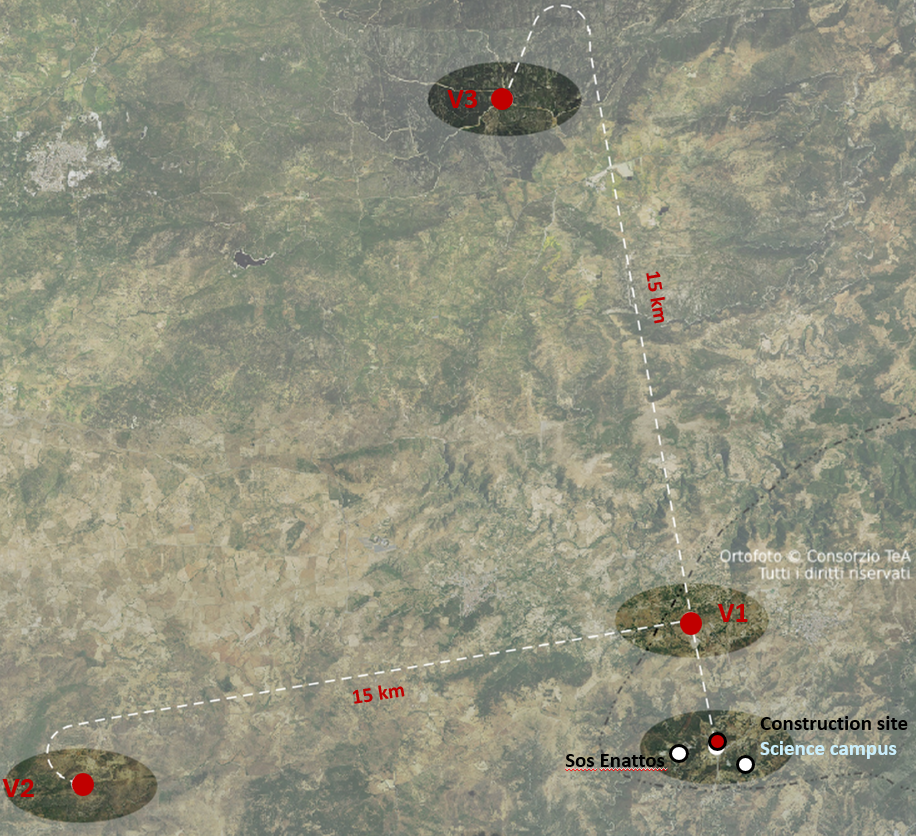 V3
15 km
Ortofoto © Consorzio TeA
Tutti i diritti riservati
V1
15 km
Construction site
Science campus
Sos Enattos
V2